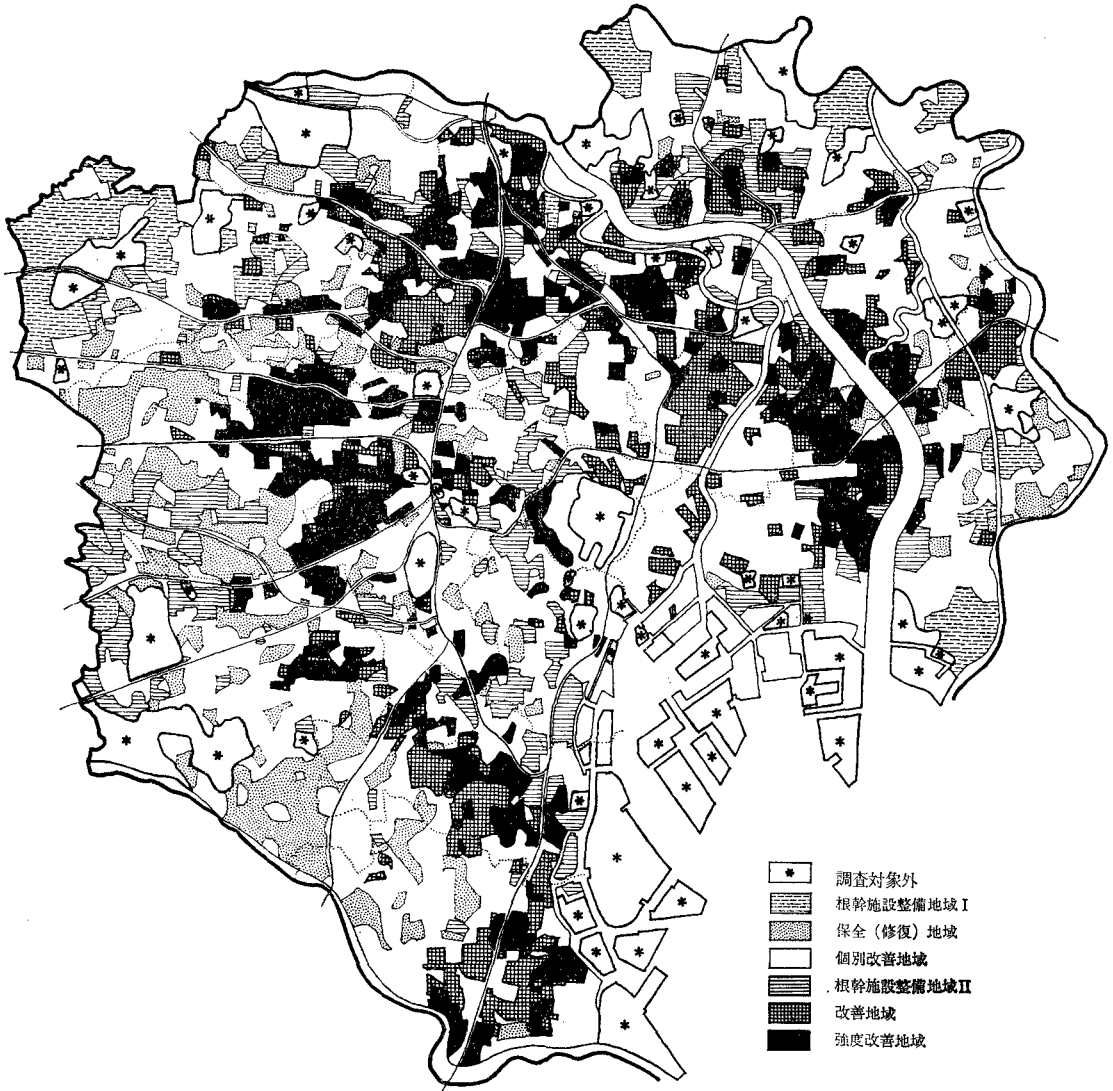 調査対象外
根幹施設整備地域I
保全（修復）地域
個別改善地域
根幹施設整備地域II
改善地域
強度改善地域